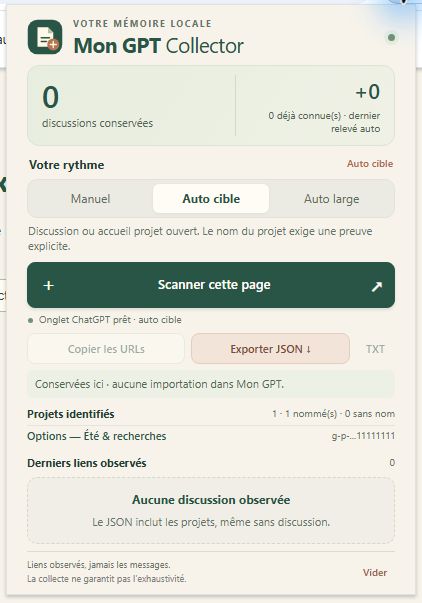 VOTRE MÉMOIRE LOCALE
Mon GPT Collector
0
discussions conservées
+0
0 déjà connue(s) · dernier
relevé auto
Votre rythme
Auto cible
Manuel
Auto cible
Auto large
Discussion ou accueil projet ouvert. Le nom du projet exige une preuve
explicite.
+ Scanner cette page ↗
Onglet ChatGPT prêt · auto cible
Copier les URLs
Exporter JSON ↓
TXT
Conservées ici · aucune importation dans Mon GPT.
Projets identifiés
1 · 1 nommé(s) · 0 sans nom
Options — Été & recherches
g-p-…11111111
Derniers liens observés
0
Aucune discussion observée
Le JSON inclut les projets, même sans discussion.
Liens observés, jamais les messages.
La collecte ne garantit pas l'exhaustivité.
Vider